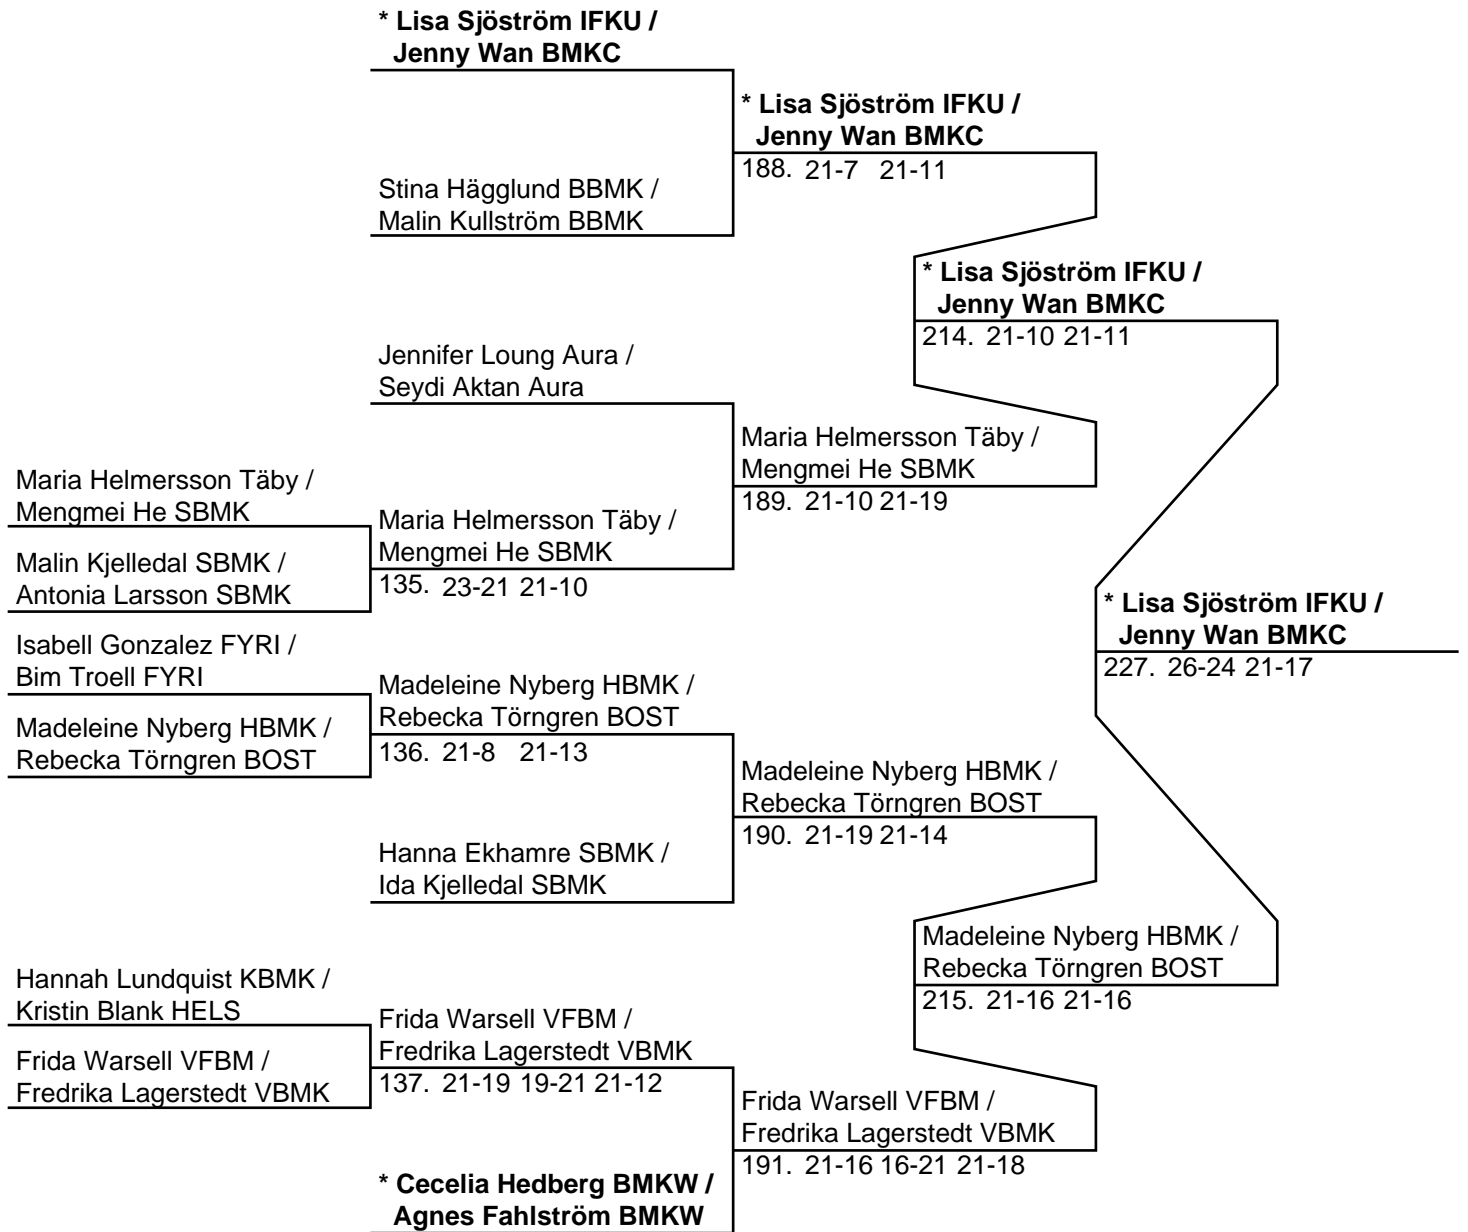 * Lisa Sjöström IFKU /
Jenny Wan BMKC
* Lisa Sjöström IFKU /
Jenny Wan BMKC
188. 21-7 21-11
Stina Hägglund BBMK /
Malin Kullström BBMK
* Lisa Sjöström IFKU /
Jenny Wan BMKC
214. 21-10 21-11
Jennifer Loung Aura /
Seydi Aktan Aura
Maria Helmersson Täby /
Mengmei He SBMK
189. 21-10 21-19
Maria Helmersson Täby /
Mengmei He SBMK
Maria Helmersson Täby /
Mengmei He SBMK
135. 23-21 21-10
Malin Kjelledal SBMK /
Antonia Larsson SBMK
* Lisa Sjöström IFKU /
Jenny Wan BMKC
227. 26-24 21-17
Isabell Gonzalez FYRI /
Bim Troell FYRI
Madeleine Nyberg HBMK /
Rebecka Törngren BOST
136. 21-8 21-13
Madeleine Nyberg HBMK /
Rebecka Törngren BOST
Madeleine Nyberg HBMK /
Rebecka Törngren BOST
190. 21-19 21-14
Hanna Ekhamre SBMK /
Ida Kjelledal SBMK
Madeleine Nyberg HBMK /
Rebecka Törngren BOST
215. 21-16 21-16
Hannah Lundquist KBMK /
Kristin Blank HELS
Frida Warsell VFBM /
Fredrika Lagerstedt VBMK
137. 21-19 19-21 21-12
Frida Warsell VFBM /
Fredrika Lagerstedt VBMK
Frida Warsell VFBM /
Fredrika Lagerstedt VBMK
191. 21-16 16-21 21-18
* Cecelia Hedberg BMKW /
Agnes Fahlström BMKW